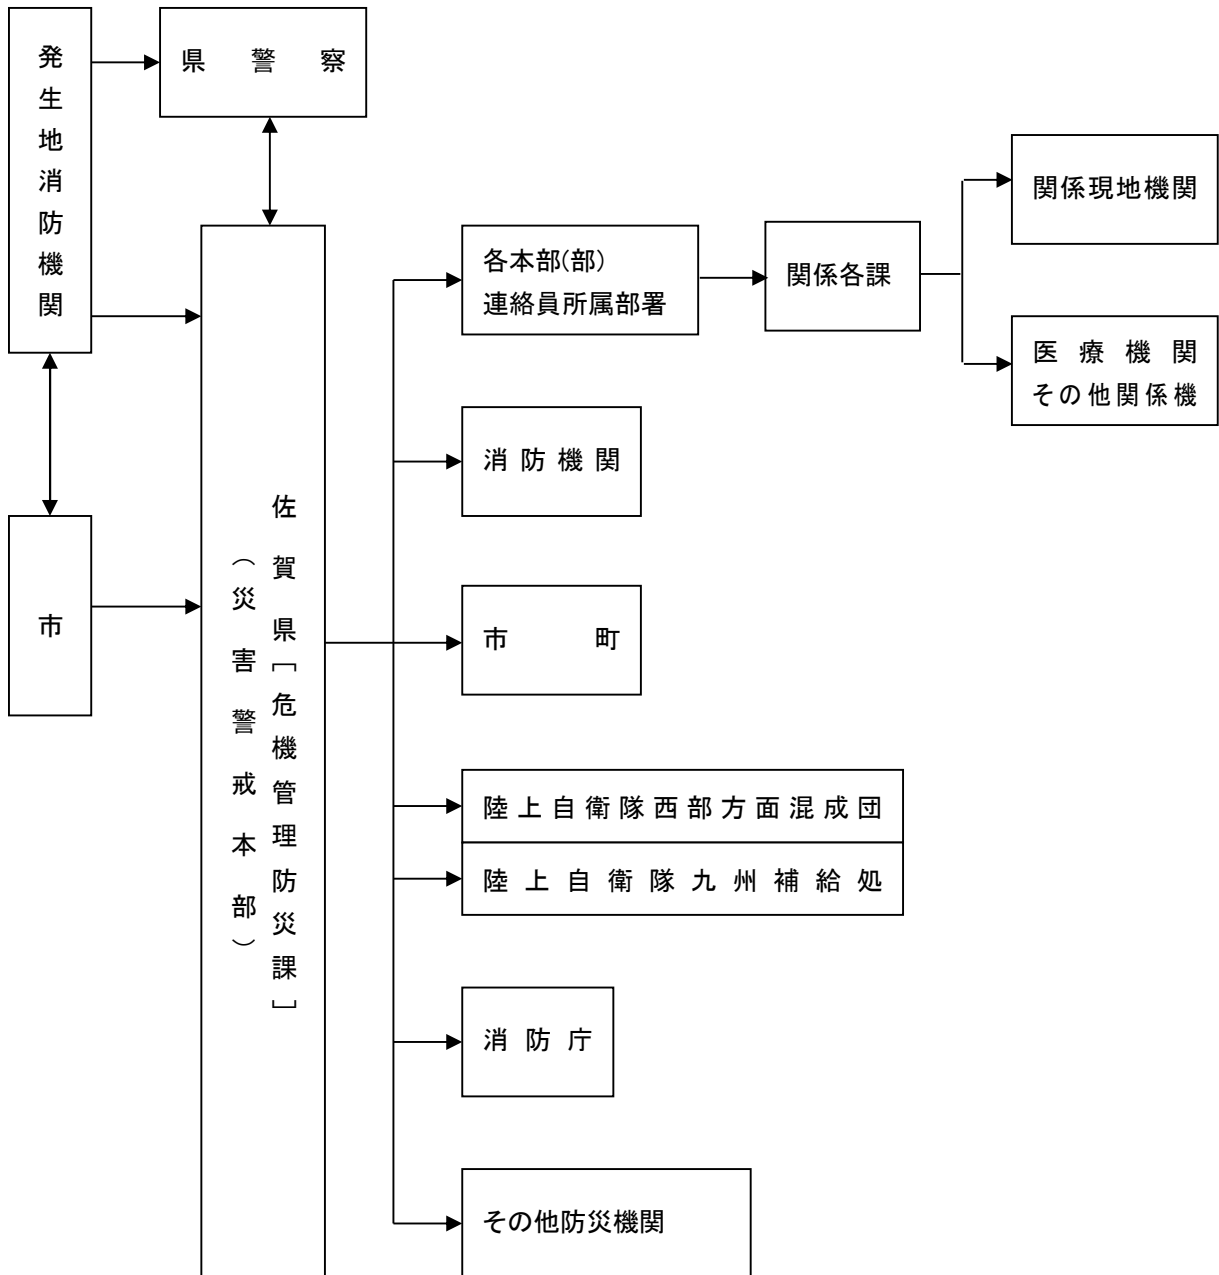 発生地消防機関
県警察
市
佐賀県［危機管理防災課］
（災害警戒本部）
各本部(部)
連絡員所属部署
関係各課
関係現地機関
医療機関
その他関係機
消防機関
市町
陸上自衛隊西部方面混成団
陸上自衛隊九州補給処
消防庁
その他防災機関